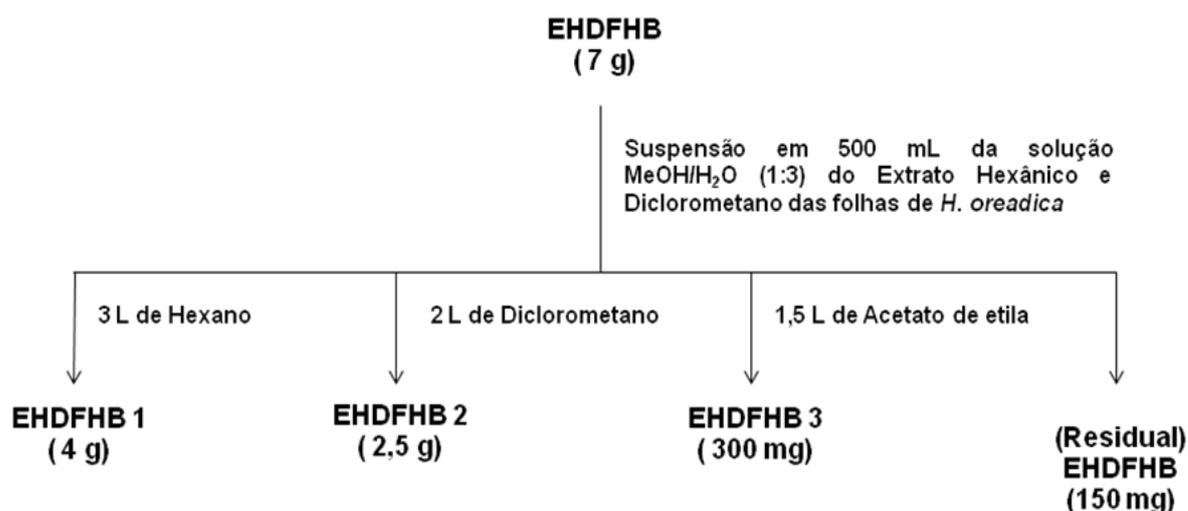 EHDFHB
( 7 g)
Suspensão em 500 mL da solução
MeOH/H₂O (1:3) do Extrato Hexânico e
Diclorometano das folhas de H. oreadica
3 L de Hexano
2 L de Diclorometano
1,5 L de Acetato de etila
EHDFHB 1
(4 g)
EHDFHB 2
( 2,5 g)
EHDFHB 3
( 300 mg)
(Residual)
EHDFHB
(150 mg)